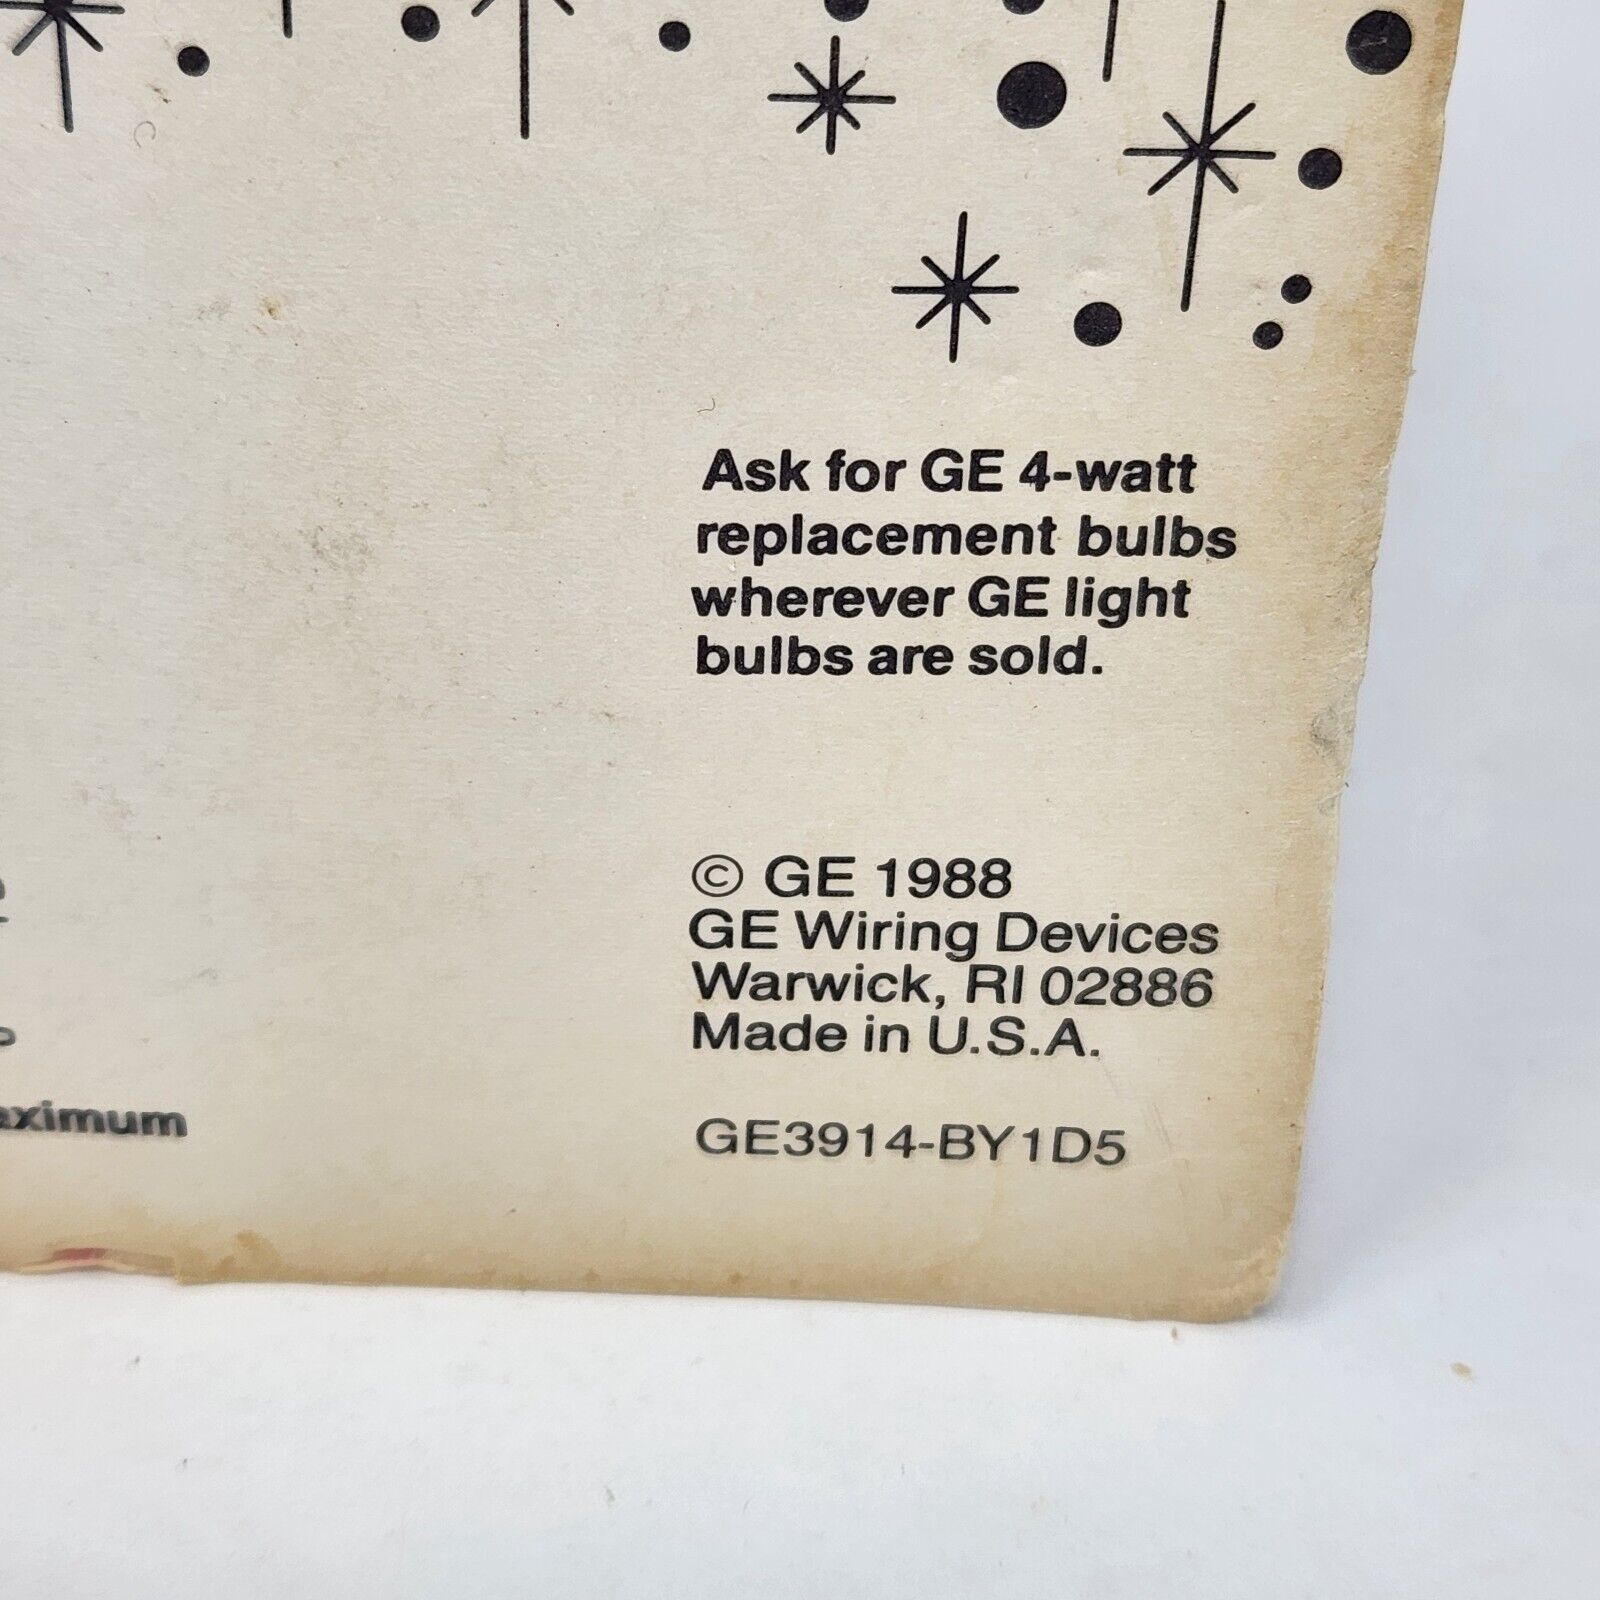 Ask for GE 4-watt
replacement bulbs
wherever GE light
bulbs are sold.
© GE 1988
GE Wiring Devices
Warwick, RI 02886
Made in U.S.A.
GE3914-BY1D5